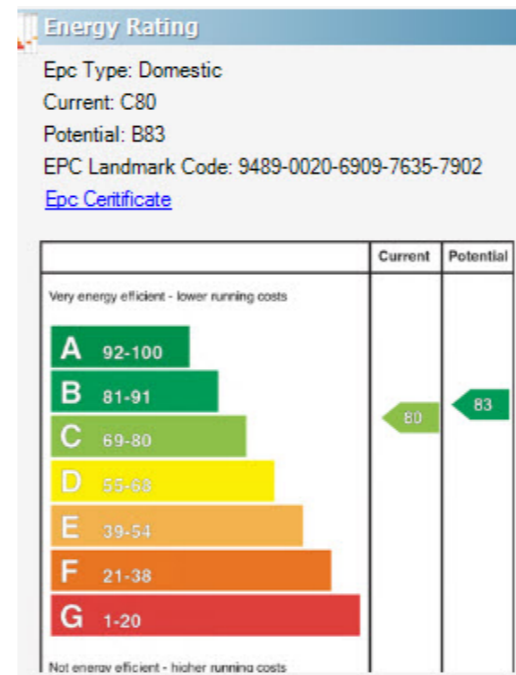 Energy Rating
Epc Type: Domestic
Current: C80
Potential: B83
EPC Landmark Code: 9489-0020-6909-7635-7902
Epc Ceritificate
Current Potential
Very energy efficient - lower running costs
A 92-100
B 81-91
83
80
C 69-80
D 55-68
E 39-54
F 21-38
G 1-20
Not energy efficient - higher running costs